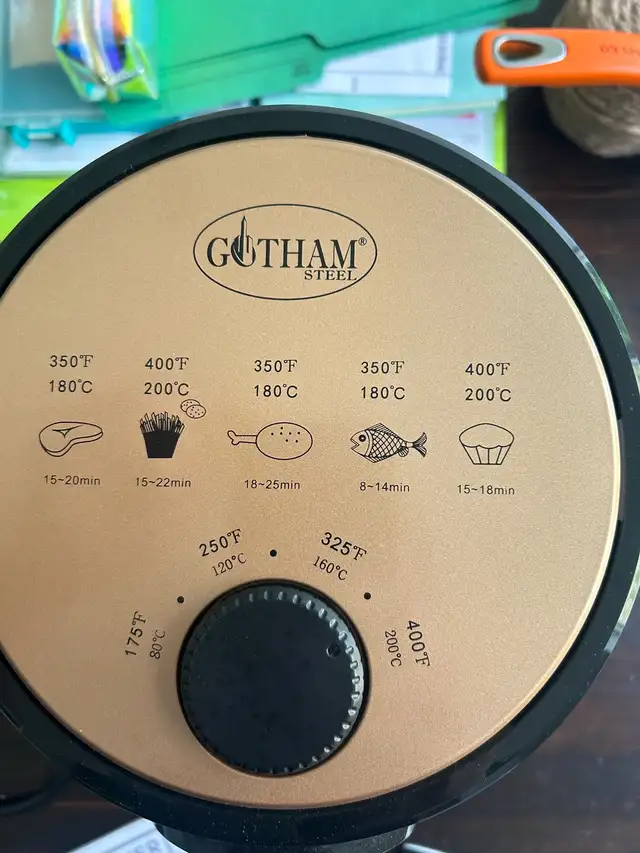 GOTHAM®
STEEL
350°F 400°F 350°F 350°F 400°F
180°C 200°C 180°C 180°C 200°C
15~20min 15~22min 18~25min 8~14min 15~18min
250°F 325°F
120°C 160°C
175°F 400°F
80°C 200°C